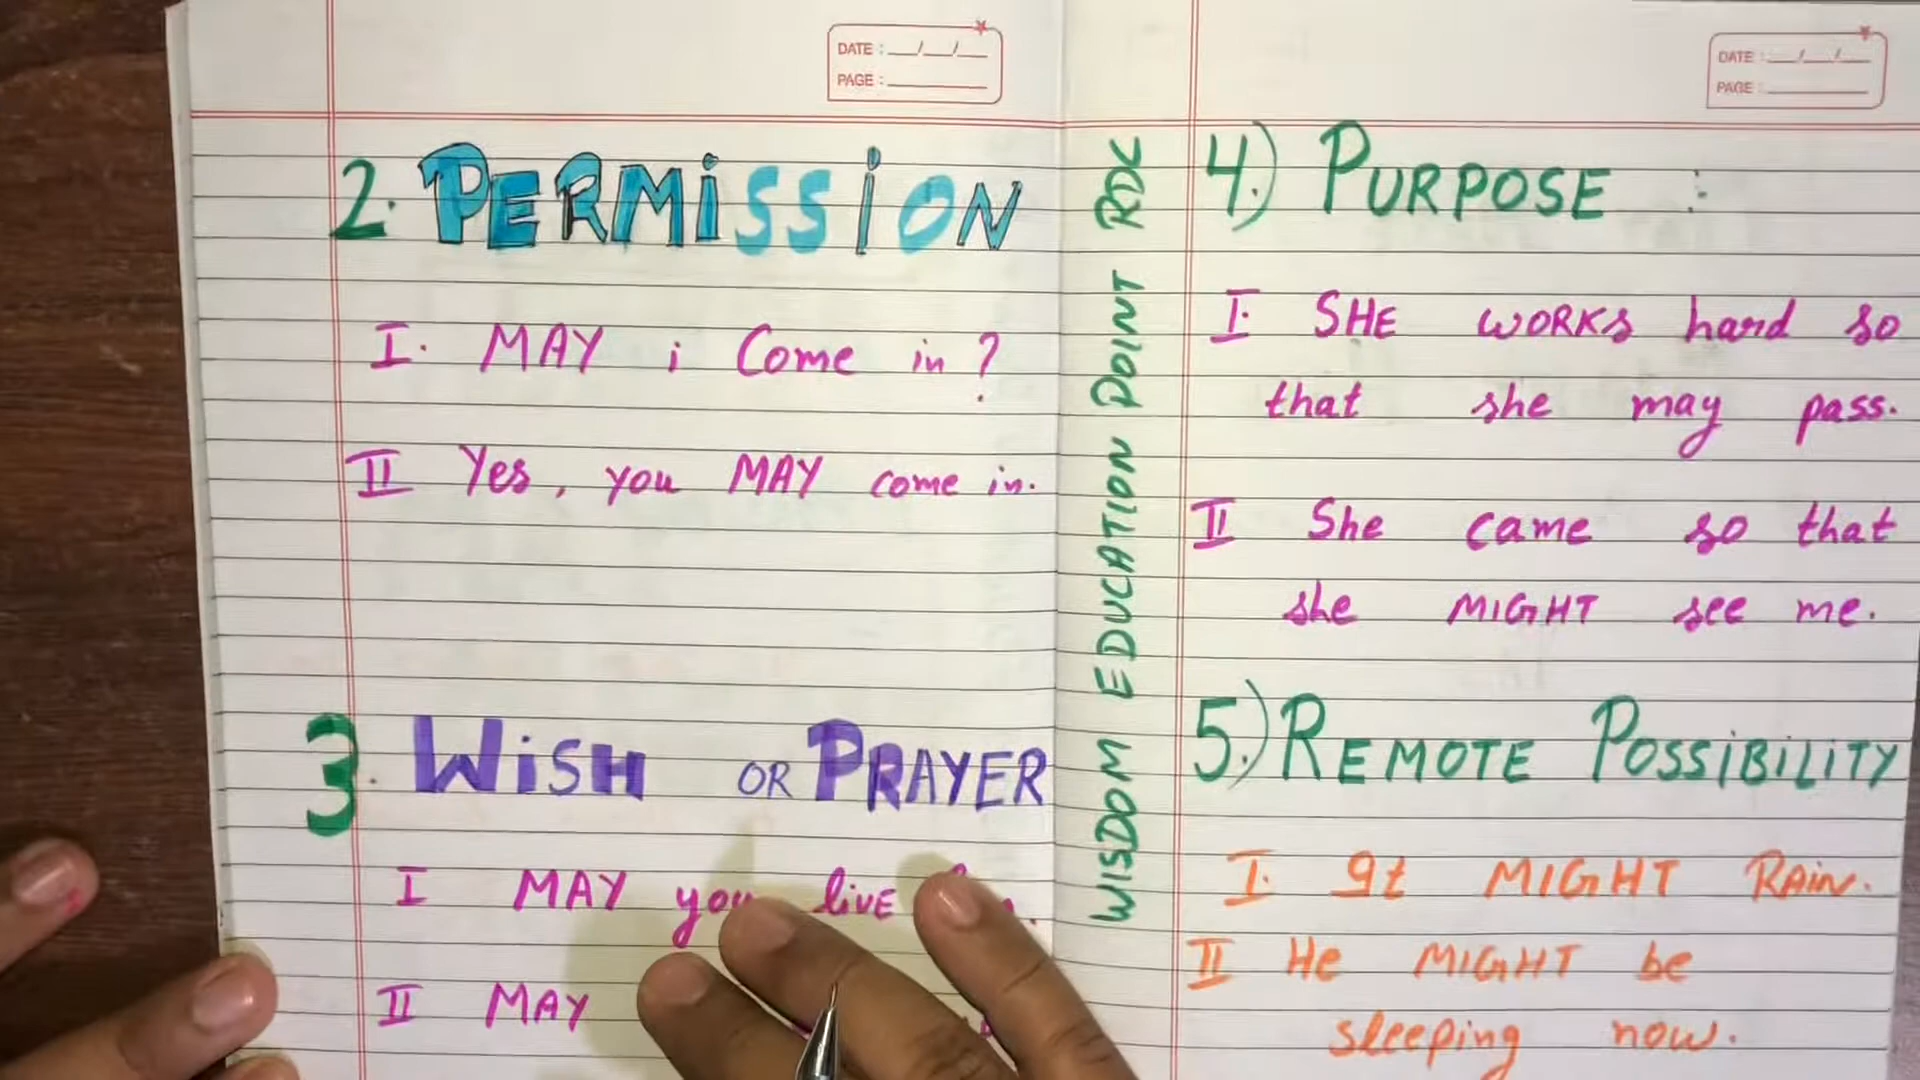 DATE : __/__/__
PAGE : ________
2. PERMISSION
I. MAY i Come in ?
II Yes, you MAY come in.
3. WISH OR PRAYER
I MAY you live
II MAY
WISDOM EDUCATION POINT RDC
DATE : __/__/__
PAGE : ________
4.) PURPOSE :
I. SHE WORKS hard so
that she may pass.
II She came so that
she MIGHT see me.
5.) REMOTE POSSIBILITY
I. It MIGHT RAIN.
II He MIGHT be
sleeping now.